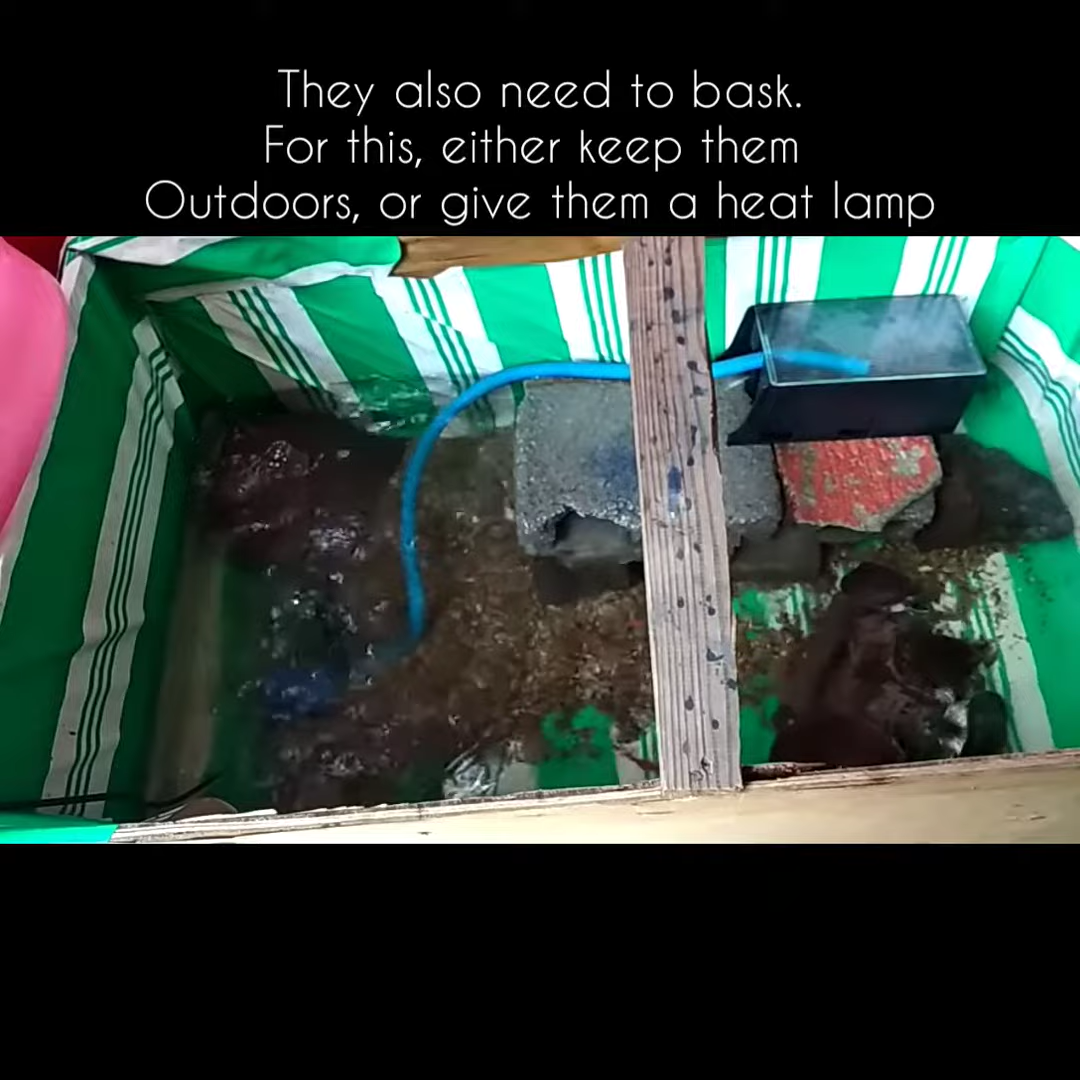 They also need to bask.
For this, either keep them
Outdoors, or give them a heat lamp